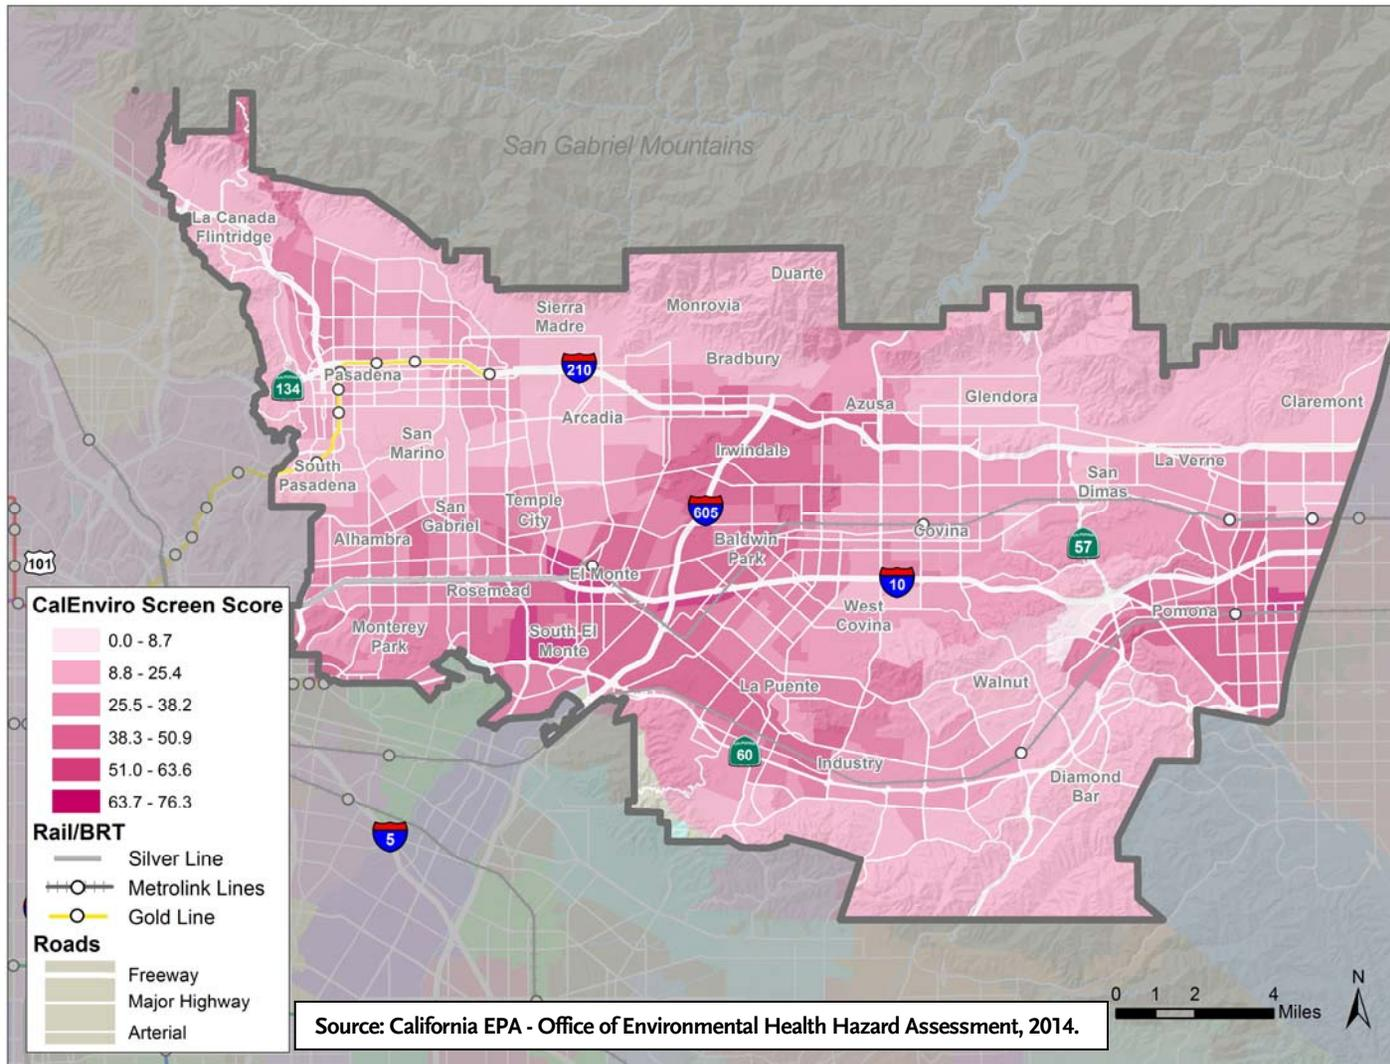 San Gabriel Mountains
La Canada
Flintridge
Duarte
Sierra
Madre
Monrovia
Bradbury
210
134
Pasadena
Arcadia
Azusa
Glendora
Claremont
San
Marino
Irwindale
South
Pasadena
La Verne
San
Dimas
605
San
Gabriel
Temple
City
Alhambra
Baldwin
Park
Covina
57
101
El Monte
Rosemead
10
West
Covina
Pomona
Monterey
Park
South El
Monte
La Puente
Walnut
60
Industry
Diamond
Bar
5
CalEnviro Screen Score
0.0 - 8.7
8.8 - 25.4
25.5 - 38.2
38.3 - 50.9
51.0 - 63.6
63.7 - 76.3
Rail/BRT
Silver Line
Metrolink Lines
Gold Line
Roads
Freeway
Major Highway
Arterial
Source: California EPA - Office of Environmental Health Hazard Assessment, 2014.
0 1 2 4
Miles
N